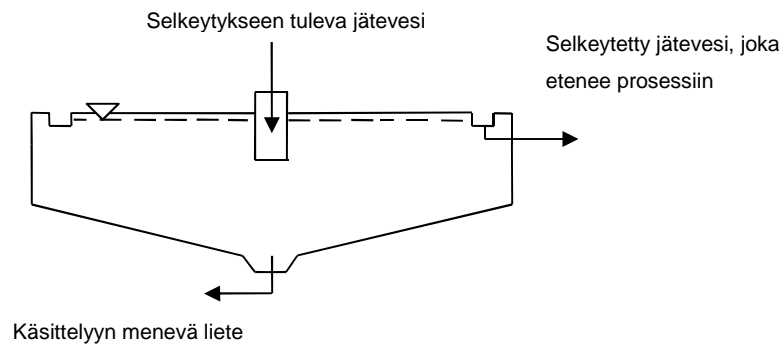 Selkeytykseen tuleva jätevesi
Selkeytetty jätevesi, joka
etenee prosessiin
Käsittelyyn menevä liete